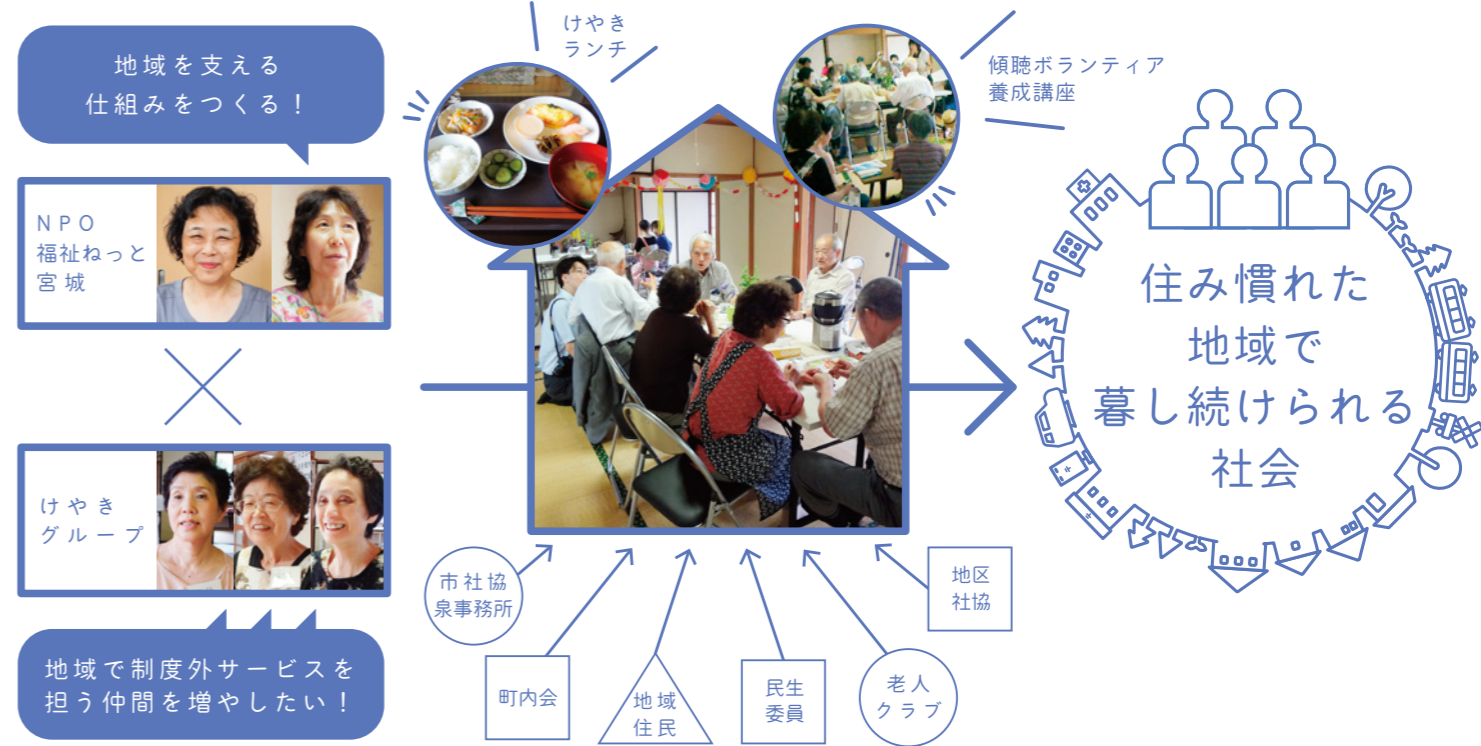 地域を支える
仕組みをつくる！
NPO
福祉ねっと
宮城
けやき
グループ
地域で制度外サービスを
担う仲間を増やしたい！
けやき
ランチ
傾聴ボランティア
養成講座
市社協
泉事務所
町内会
地域
住民
民生
委員
老人
クラブ
地区
社協
住み慣れた
地域で
暮し続けられる
社会